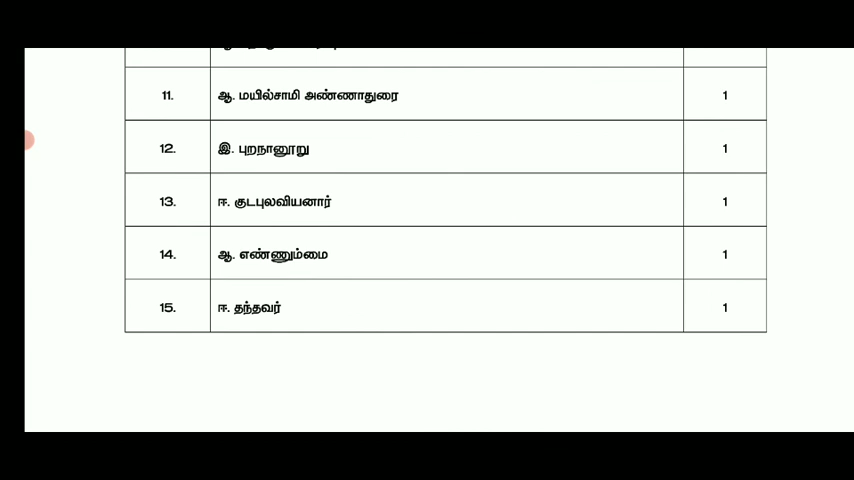 11. ஆ. மயில்சாமி அண்ணாதுரை 1
12. இ. புறநானூறு 1
13. ஈ. குடபுலவியனார் 1
14. ஆ. எண்ணும்மை 1
15. ஈ. தந்தவர் 1